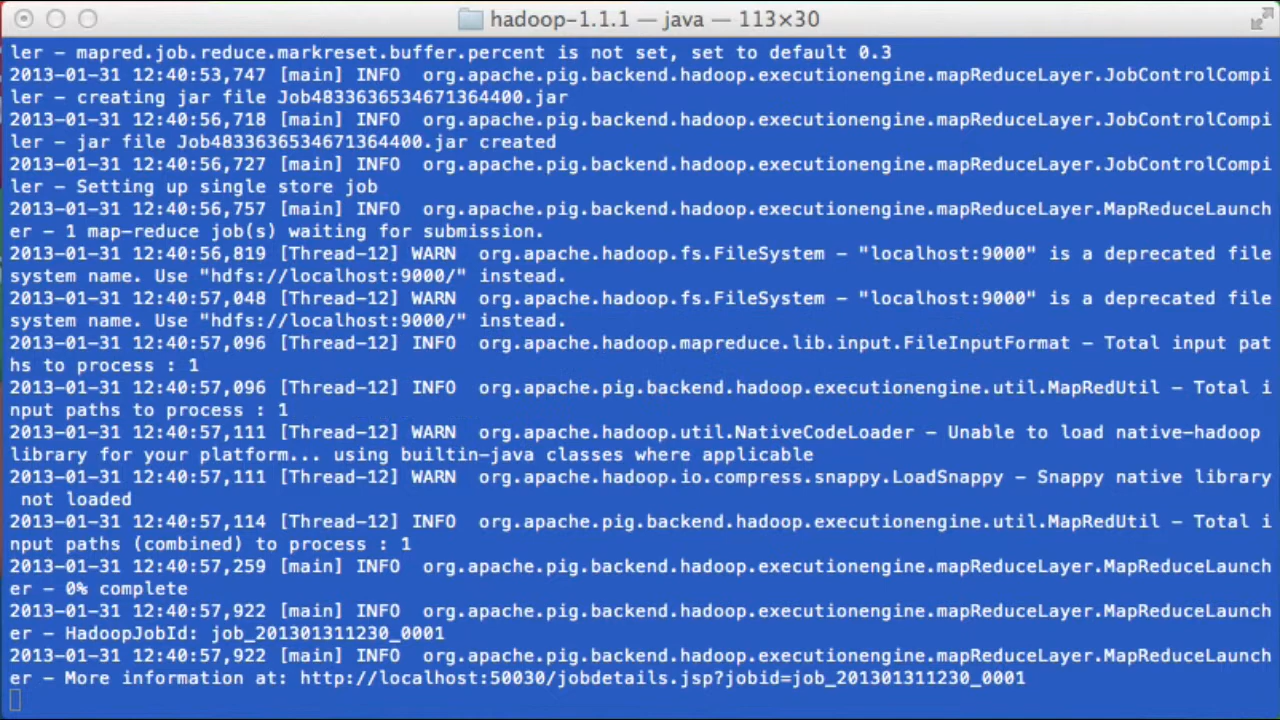 hadoop-1.1.1 — java — 113×30
ler - mapred.job.reduce.markreset.buffer.percent is not set, set to default 0.3
2013-01-31 12:40:53,747 [main] INFO  org.apache.pig.backend.hadoop.executionengine.mapReduceLayer.JobControlCompi
ler - creating jar file Job4833636534671364400.jar
2013-01-31 12:40:56,718 [main] INFO  org.apache.pig.backend.hadoop.executionengine.mapReduceLayer.JobControlCompi
ler - jar file Job4833636534671364400.jar created
2013-01-31 12:40:56,727 [main] INFO  org.apache.pig.backend.hadoop.executionengine.mapReduceLayer.JobControlCompi
ler - Setting up single store job
2013-01-31 12:40:56,757 [main] INFO  org.apache.pig.backend.hadoop.executionengine.mapReduceLayer.MapReduceLaunch
er - 1 map-reduce job(s) waiting for submission.
2013-01-31 12:40:56,819 [Thread-12] WARN  org.apache.hadoop.fs.FileSystem - "localhost:9000" is a deprecated file
system name. Use "hdfs://localhost:9000/" instead.
2013-01-31 12:40:57,048 [Thread-12] WARN  org.apache.hadoop.fs.FileSystem - "localhost:9000" is a deprecated file
system name. Use "hdfs://localhost:9000/" instead.
2013-01-31 12:40:57,096 [Thread-12] INFO  org.apache.hadoop.mapreduce.lib.input.FileInputFormat - Total input pat
hs to process : 1
2013-01-31 12:40:57,096 [Thread-12] INFO  org.apache.pig.backend.hadoop.executionengine.util.MapRedUtil - Total i
nput paths to process : 1
2013-01-31 12:40:57,111 [Thread-12] WARN  org.apache.hadoop.util.NativeCodeLoader - Unable to load native-hadoop
library for your platform... using builtin-java classes where applicable
2013-01-31 12:40:57,111 [Thread-12] WARN  org.apache.hadoop.io.compress.snappy.LoadSnappy - Snappy native library
 not loaded
2013-01-31 12:40:57,114 [Thread-12] INFO  org.apache.pig.backend.hadoop.executionengine.util.MapRedUtil - Total i
nput paths (combined) to process : 1
2013-01-31 12:40:57,259 [main] INFO  org.apache.pig.backend.hadoop.executionengine.mapReduceLayer.MapReduceLaunch
er - 0% complete
2013-01-31 12:40:57,922 [main] INFO  org.apache.pig.backend.hadoop.executionengine.mapReduceLayer.MapReduceLaunch
er - HadoopJobId: job_201301311230_0001
2013-01-31 12:40:57,922 [main] INFO  org.apache.pig.backend.hadoop.executionengine.mapReduceLayer.MapReduceLaunch
er - More information at: http://localhost:50030/jobdetails.jsp?jobid=job_201301311230_0001